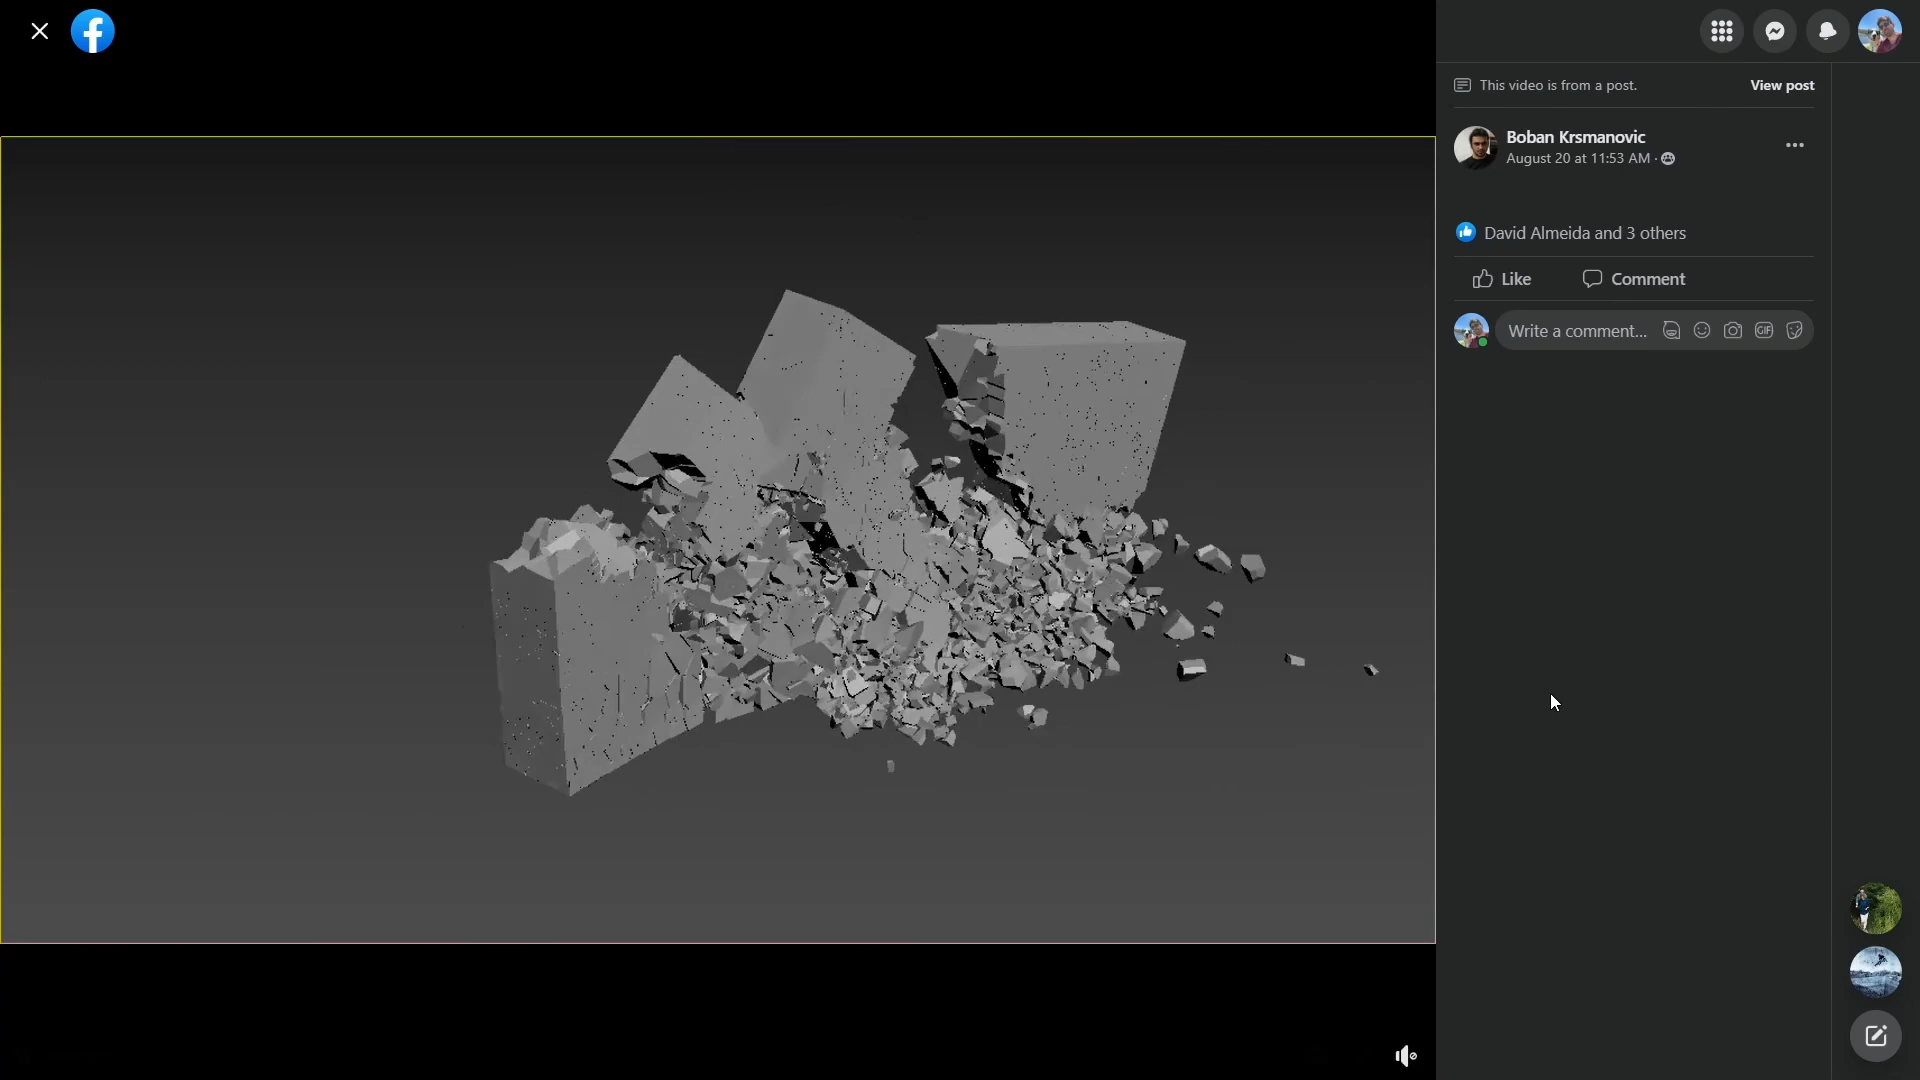 This video is from a post.
View post
Boban Krsmanovic
August 20 at 11:53 AM ·
David Almeida and 3 others
Like
Comment
Write a comment...
GIF